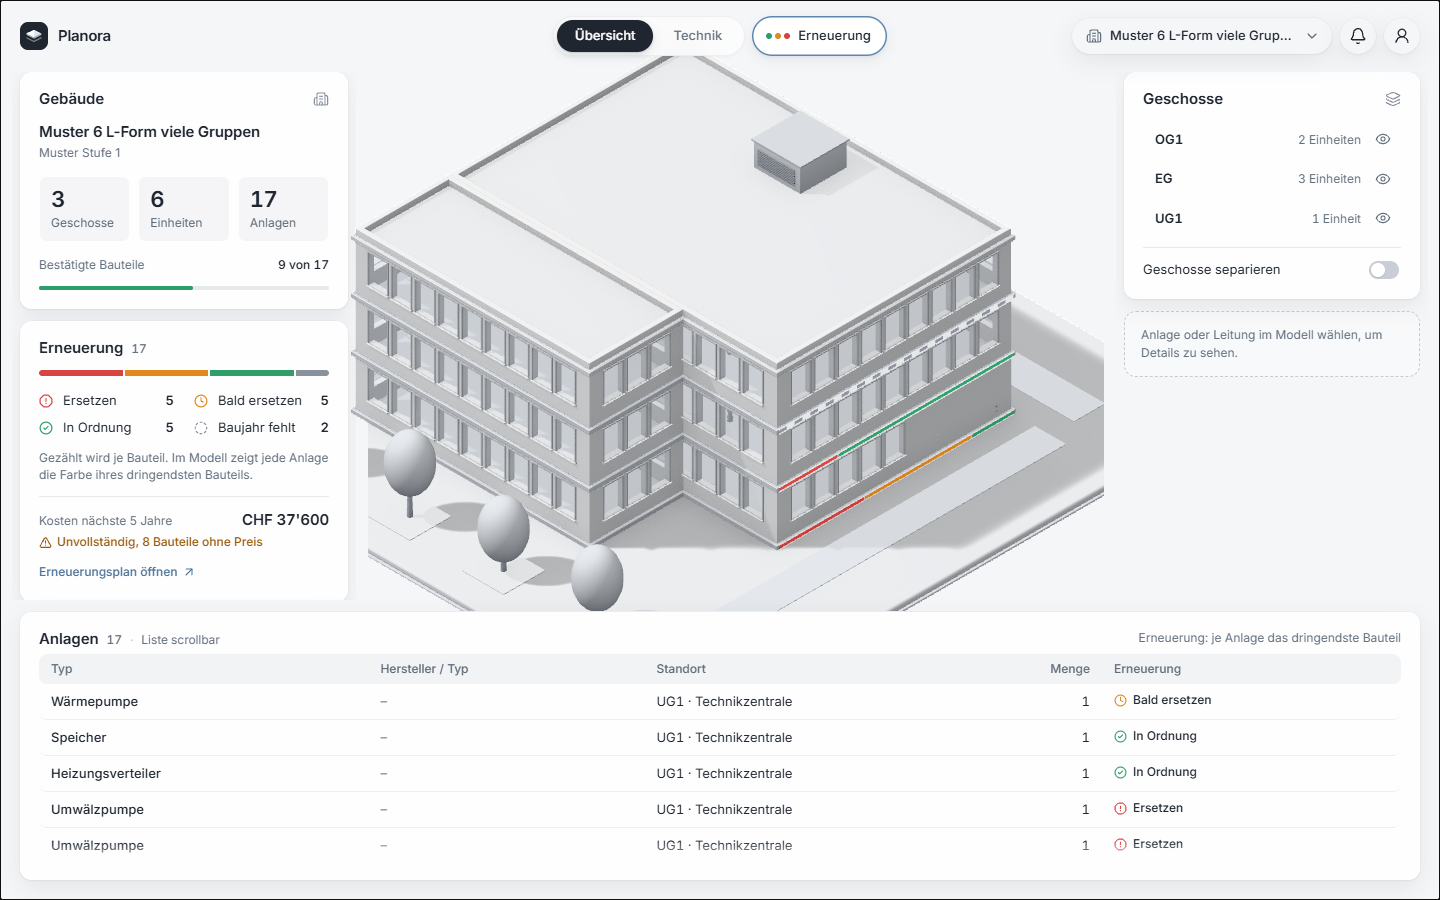 Planora
Übersicht
Technik
Erneuerung
Muster 6 L-Form viele Grup...
Gebäude
Muster 6 L-Form viele Gruppen
Muster Stufe 1
3 6 17
Geschosse Einheiten Anlagen
Bestätigte Bauteile 9 von 17
Erneuerung 17
Ersetzen 5 Bald ersetzen 5
In Ordnung 5 Baujahr fehlt 2
Gezählt wird je Bauteil. Im Modell zeigt jede Anlage
die Farbe ihres dringendsten Bauteils.
Kosten nächste 5 Jahre CHF 37'600
Unvollständig, 8 Bauteile ohne Preis
Erneuerungsplan öffnen
Geschosse
OG1 2 Einheiten
EG 3 Einheiten
UG1 1 Einheit
Geschosse separieren
Anlage oder Leitung im Modell wählen, um
Details zu sehen.
Anlagen 17 · Liste scrollbar
Erneuerung: je Anlage das dringendste Bauteil
Typ Hersteller / Typ Standort Menge Erneuerung
Wärmepumpe – UG1 · Technikzentrale 1 Bald ersetzen
Speicher – UG1 · Technikzentrale 1 In Ordnung
Heizungsverteiler – UG1 · Technikzentrale 1 In Ordnung
Umwälzpumpe – UG1 · Technikzentrale 1 Ersetzen
Umwälzpumpe – UG1 · Technikzentrale 1 Ersetzen